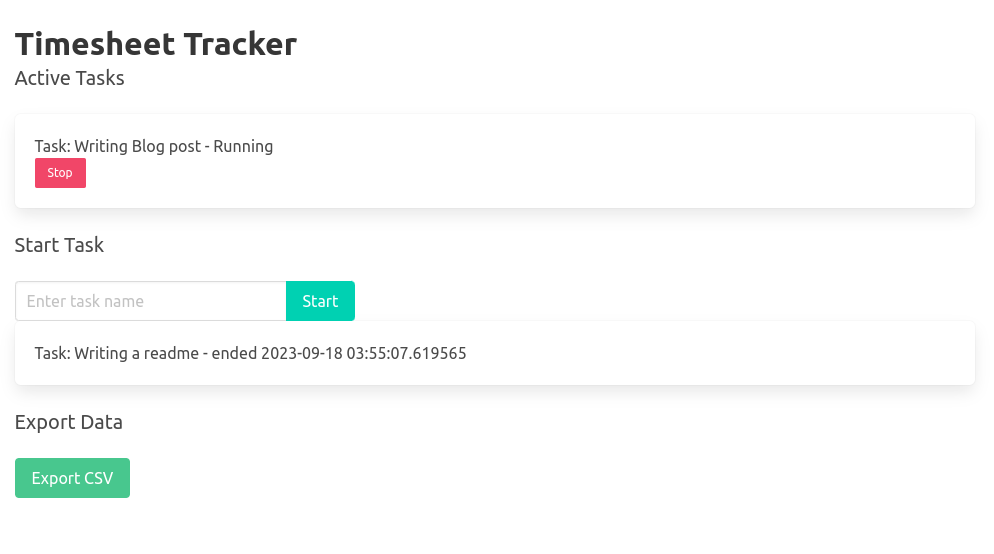 Timesheet Tracker
Active Tasks
Task: Writing Blog post - Running
Stop
Start Task
Enter task name
Start
Task: Writing a readme - ended 2023-09-18 03:55:07.619565
Export Data
Export CSV